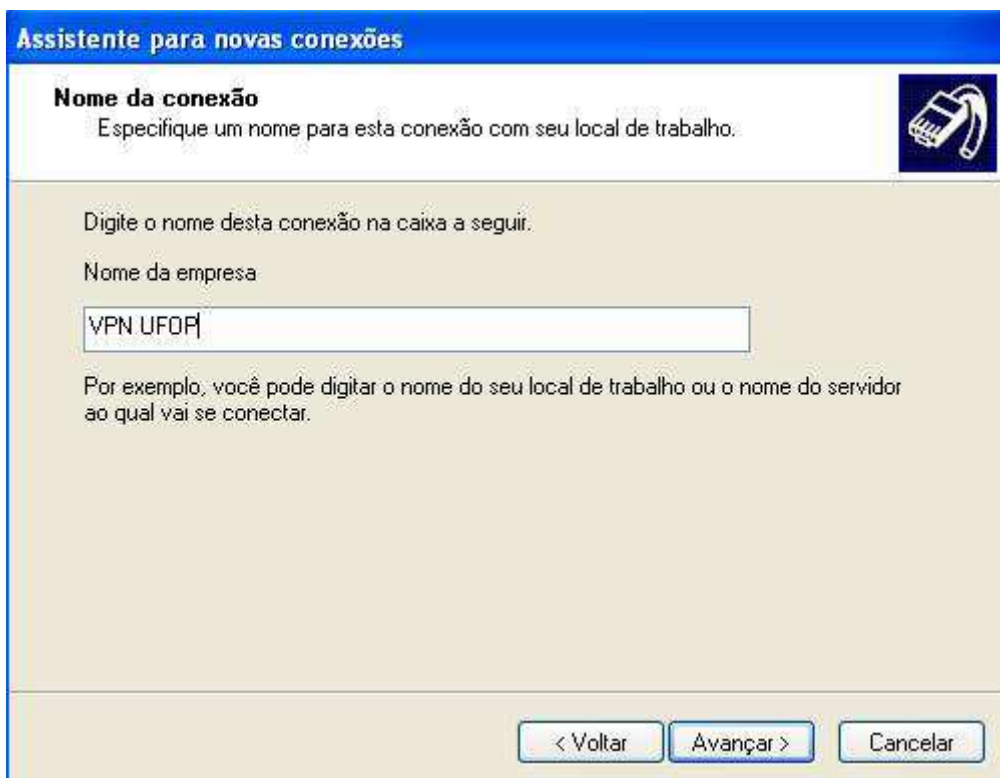 Assistente para novas conexões
Nome da conexão
Especifique um nome para esta conexão com seu local de trabalho.
Digite o nome desta conexão na caixa a seguir.
Nome da empresa
VPN UFOP
Por exemplo, você pode digitar o nome do seu local de trabalho ou o nome do servidor
ao qual vai se conectar.
< Voltar
Avançar >
Cancelar